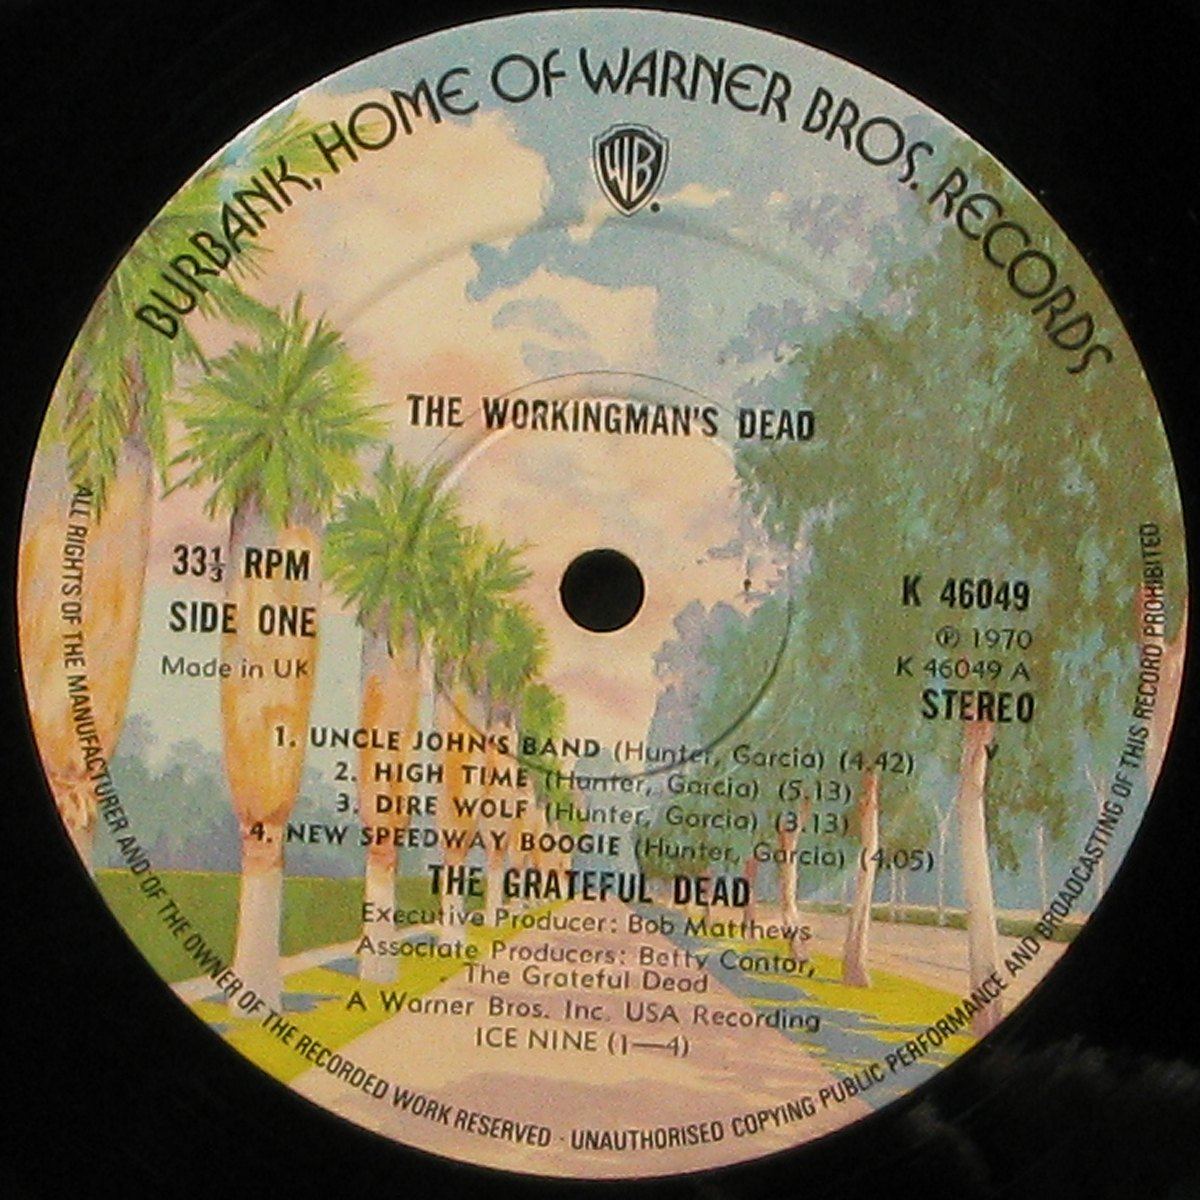 BURBANK, HOME OF WARNER BROS. RECORDS
WB
THE WORKINGMAN'S DEAD
33⅓ RPM
SIDE ONE
Made in UK
K 46049
℗ 1970
K 46049 A
STEREO
1. UNCLE JOHN'S BAND (Hunter, Garcia) (4.42)
2. HIGH TIME (Hunter, Garcia) (5.13)
3. DIRE WOLF (Hunter, Garcia) (3.13)
4. NEW SPEEDWAY BOOGIE (Hunter, Garcia) (4.05)
THE GRATEFUL DEAD
Executive Producer: Bob Matthews
Associate Producers: Betty Cantor,
The Grateful Dead
A Warner Bros. Inc. USA Recording
ICE NINE (1—4)
ALL RIGHTS OF THE MANUFACTURER AND OF THE OWNER OF THE RECORDED WORK RESERVED · UNAUTHORISED COPYING PUBLIC PERFORMANCE AND BROADCASTING OF THIS RECORD PROHIBITED